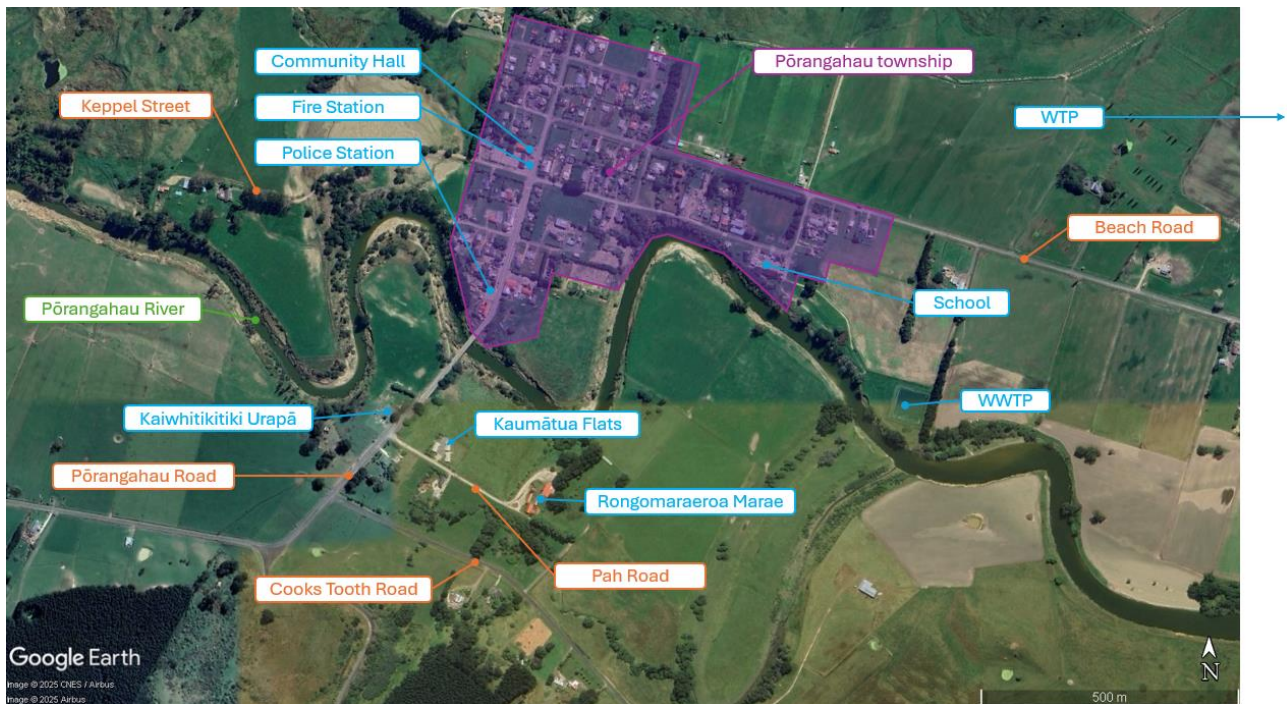 Community Hall
Pōrangahau township
Keppel Street
Fire Station
WTP
Police Station
Beach Road
School
Pōrangahau River
WWTP
Kaiwhitikitiki Urapā
Kaumātua Flats
Pōrangahau Road
Rongomaraeroa Marae
Cooks Tooth Road
Pah Road
Google Earth
Image © 2025 CNES / Airbus
Image © 2025 Airbus
N
500 m